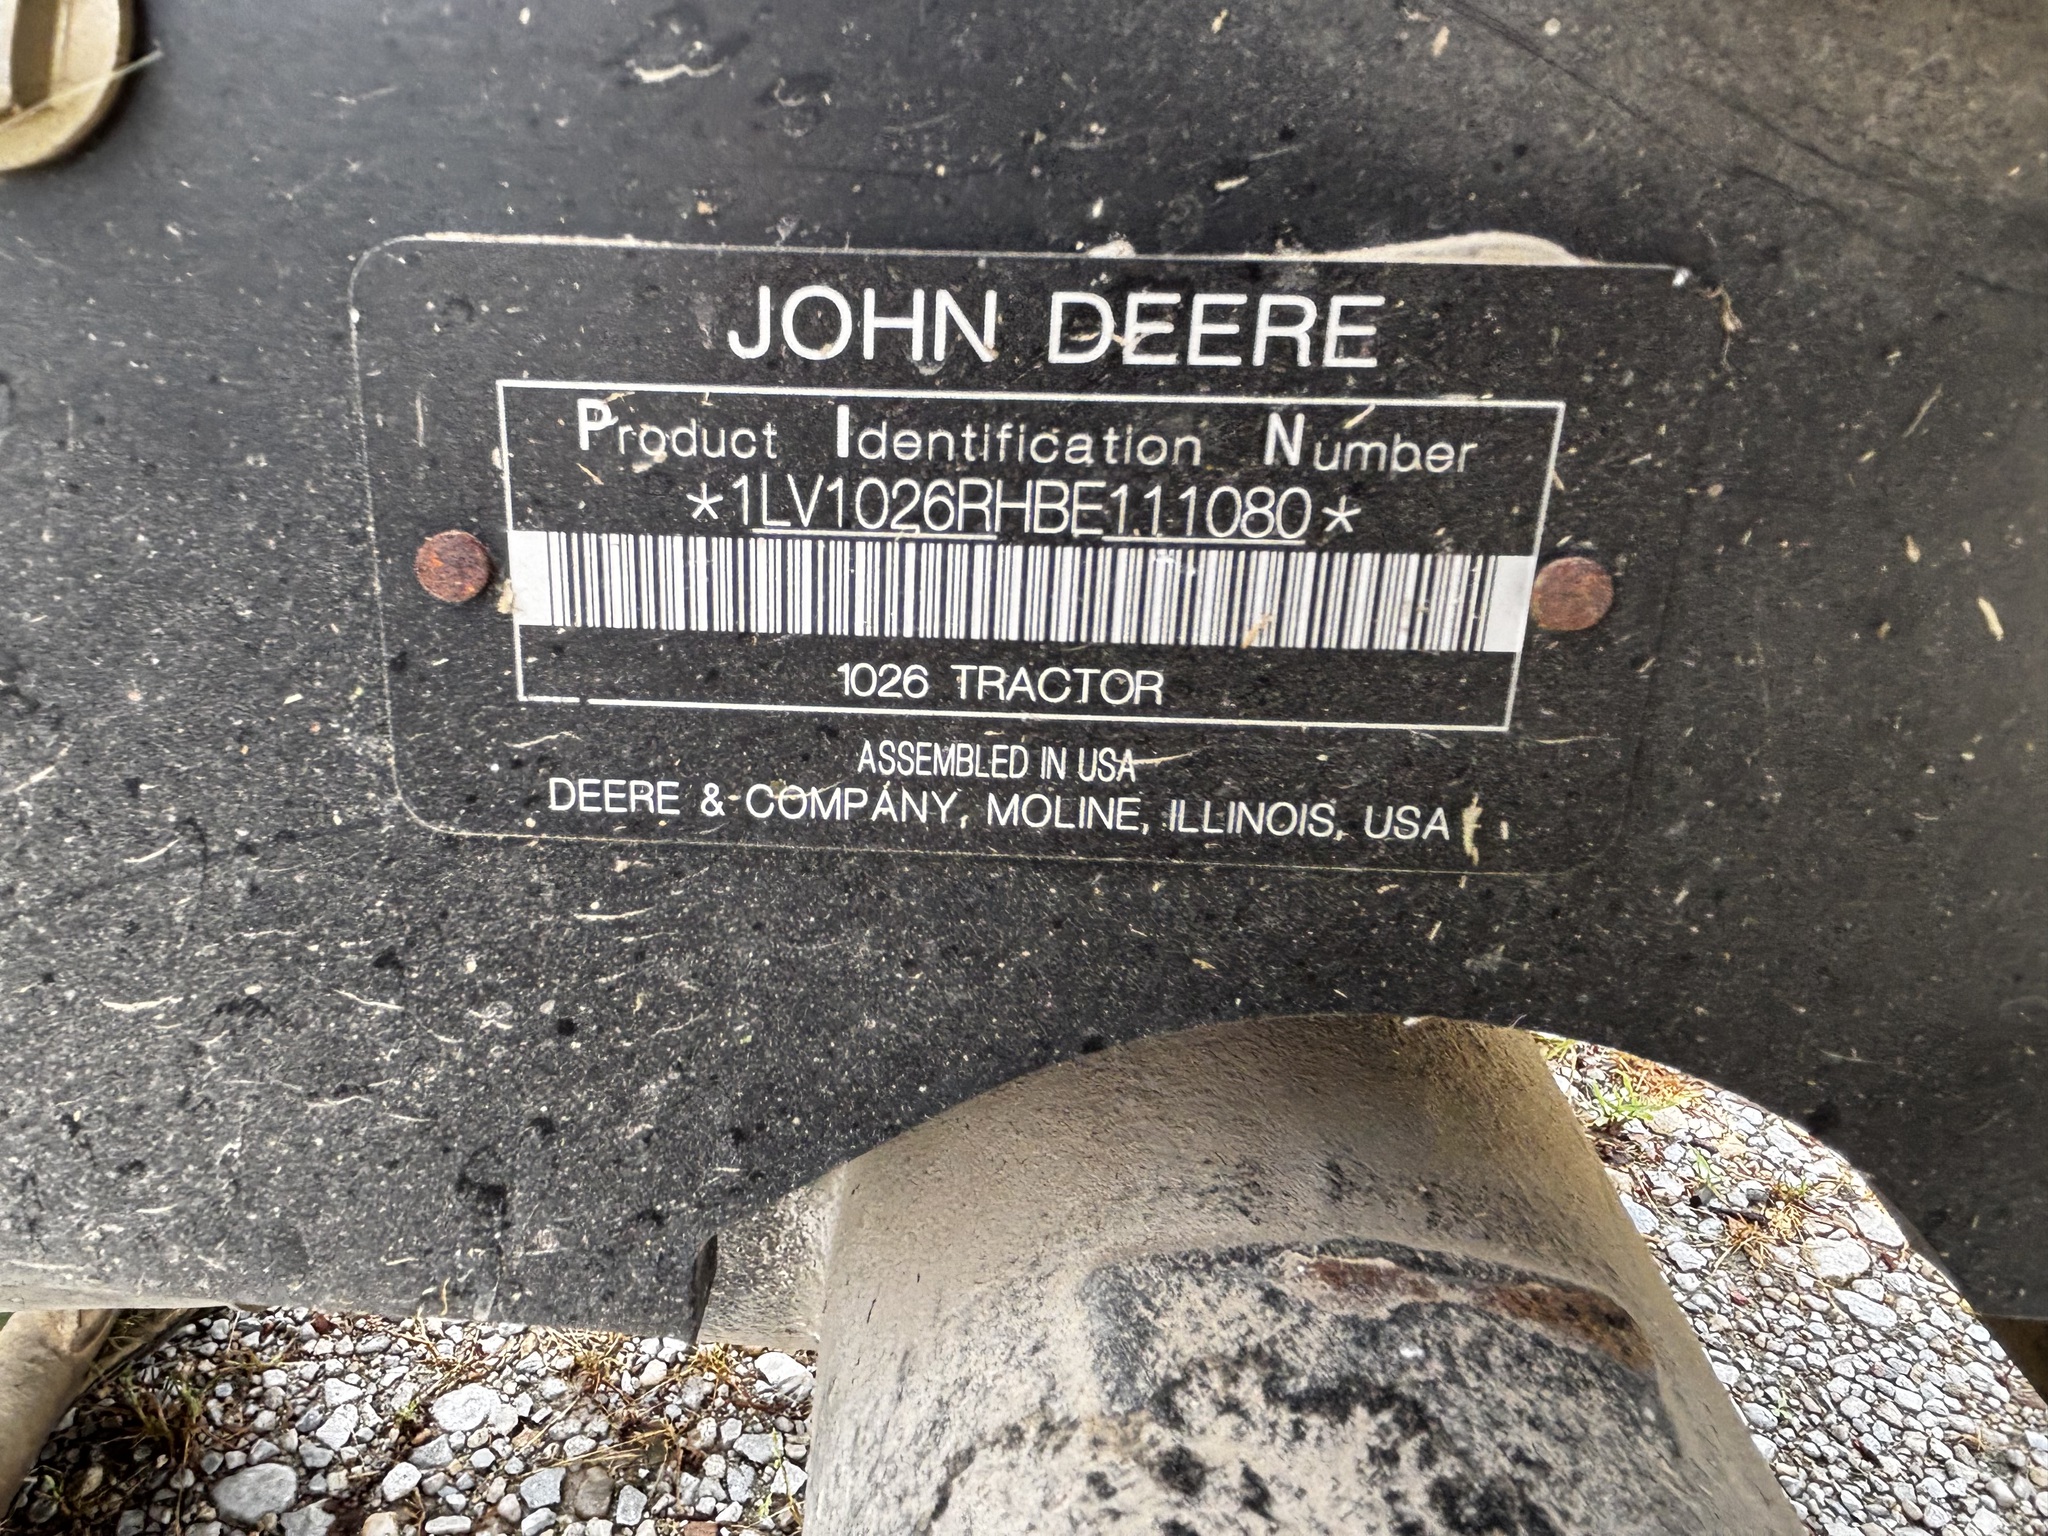 JOHN DEERE
Product Identification Number
*1LV1026RHBE111080*
1026 TRACTOR
ASSEMBLED IN USA
DEERE & COMPANY, MOLINE, ILLINOIS, USA